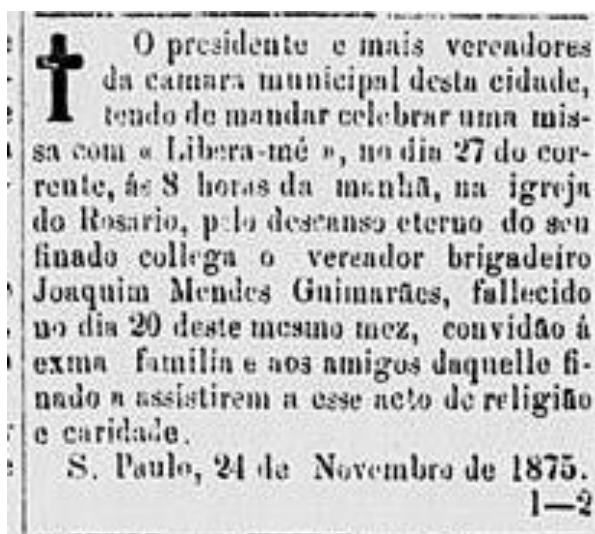 O presidente e mais vereadores
da camara municipal desta cidade,
tendo de mandar celebrar uma mis-
sa com « Libera-mé », no dia 27 do cor-
rente, ás 8 horas da manhã, na igreja
do Rosario, pelo descanso eterno do seu
finado collega o vereador brigadeiro
Joaquim Mendes Guimarães, fallecido
no dia 20 deste mesmo mez, convidão á
exma familia e aos amigos daquelle fi-
nado a assistirem a esse acto de religião
e caridade.
S. Paulo, 24 de Novembro de 1875.
1—2